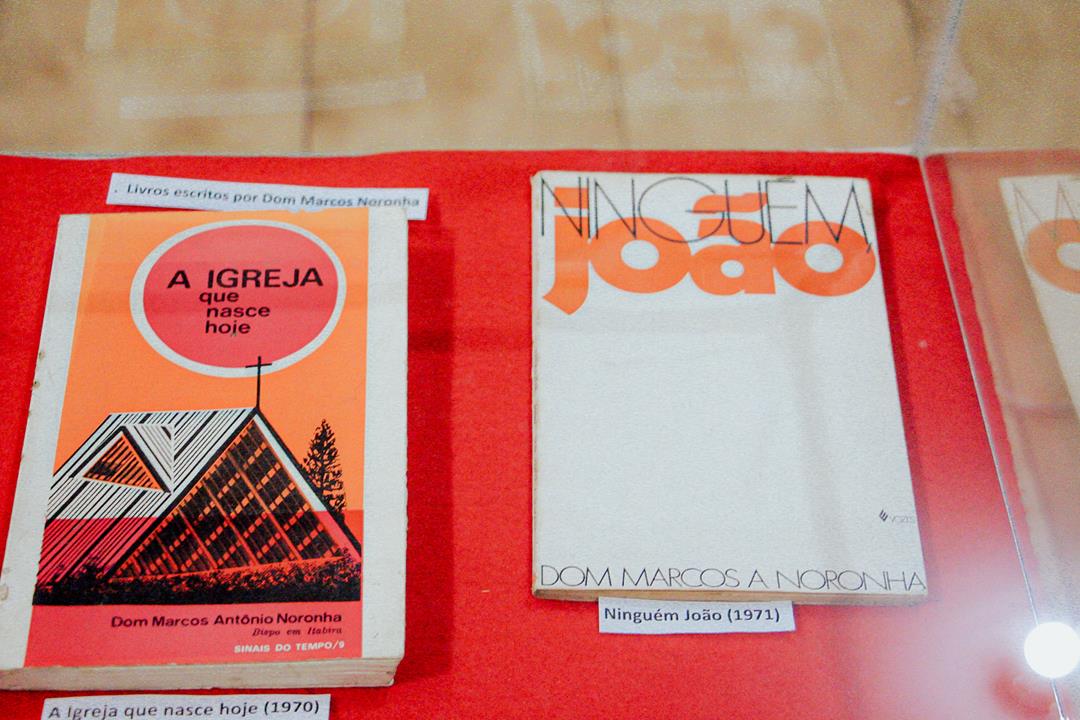 . Livros escritos por Dom Marcos Noronha
A IGREJA
que
nasce
hoje
Dom Marcos Antônio Noronha
Bispo em Itabira
SINAIS DO TEMPO/9
A Igreja que nasce hoje (1970)
NINGUÉM,
joão
VOZES
DOM MARCOS A NORONHA
Ninguém João (1971)